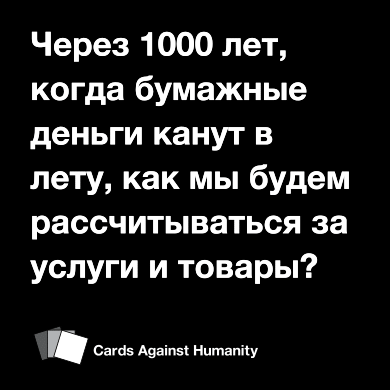 Через 1000 лет,
когда бумажные
деньги канут в
лету, как мы будем
рассчитываться за
услуги и товары?
Cards Against Humanity